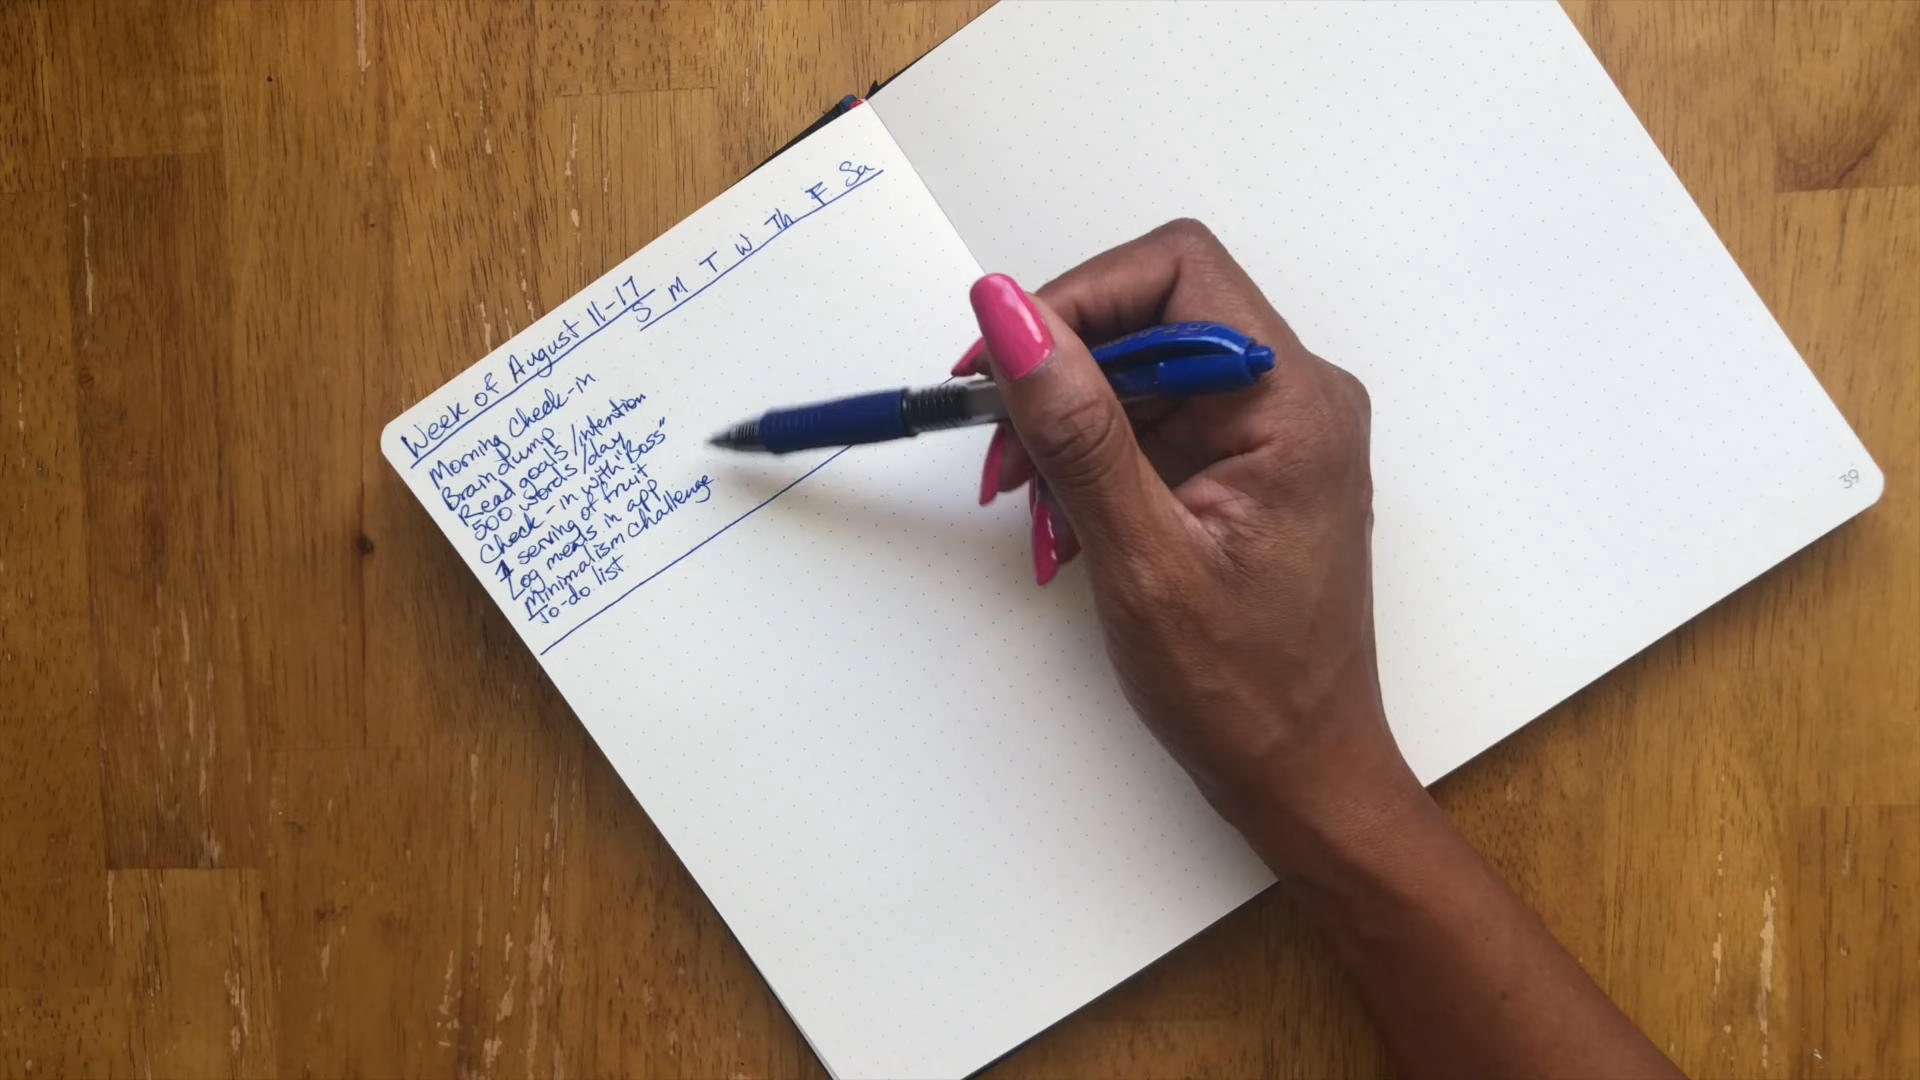 Week of August 11-17
S M T W Th F Sa
Morning Check-in
Brain dump
Read goals/intention
500 words/day
Check-in with "Boss"
1 serving of fruit
Log meals in app
Minimalism Challenge
To-do list
39